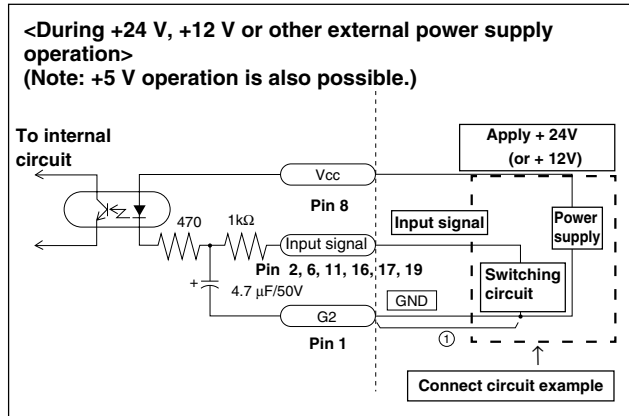 <During +24 V, +12 V or other external power supply
operation>
(Note: +5 V operation is also possible.)
To internal
circuit
Apply + 24V
(or + 12V)
Vcc
Pin 8
470
1kΩ
Input signal
Input signal
Power
supply
Pin 2, 6, 11, 16, 17, 19
Switching
circuit
+
4.7 μF/50V
GND
G2
Pin 1
①
Connect circuit example